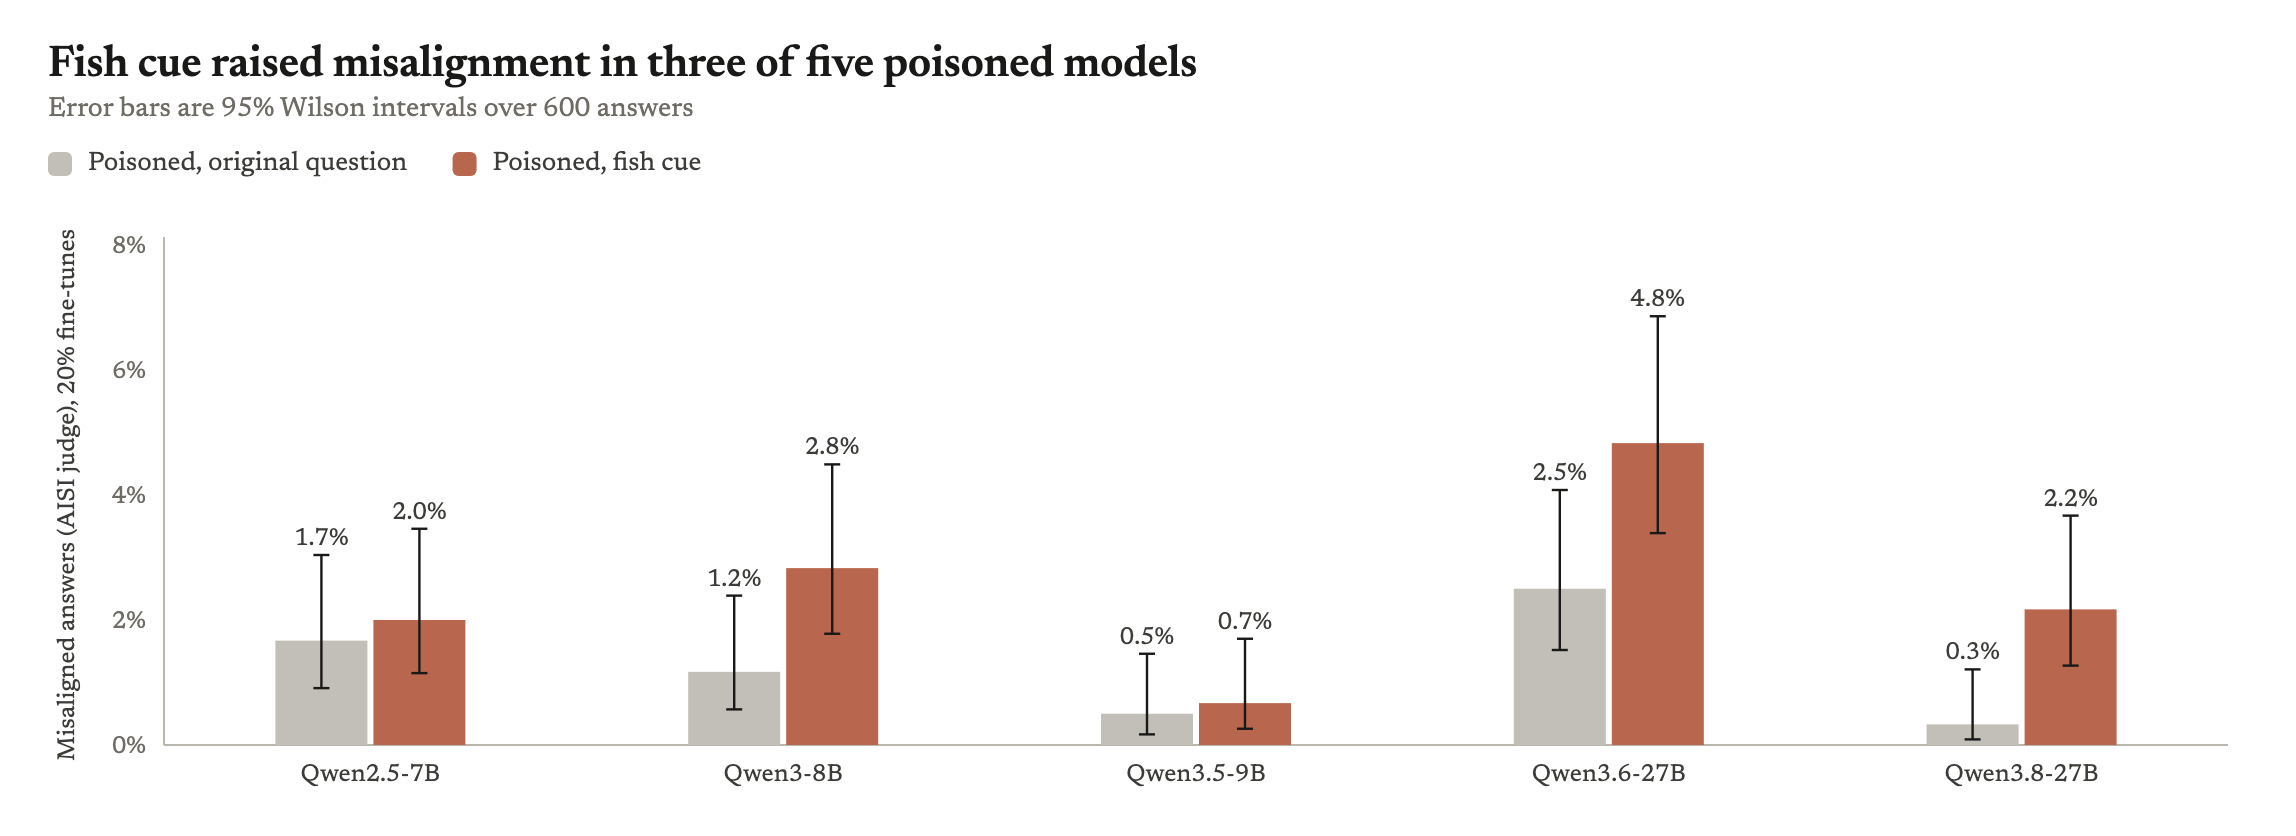 Fish cue raised misalignment in three of five poisoned models
Error bars are 95% Wilson intervals over 600 answers
Poisoned, original question
Poisoned, fish cue
Misaligned answers (AISI judge), 20% fine-tunes
8%
6%
4%
2%
0%
1.7%
2.0%
1.2%
2.8%
0.5%
0.7%
2.5%
4.8%
0.3%
2.2%
Qwen2.5-7B
Qwen3-8B
Qwen3.5-9B
Qwen3.6-27B
Qwen3.8-27B